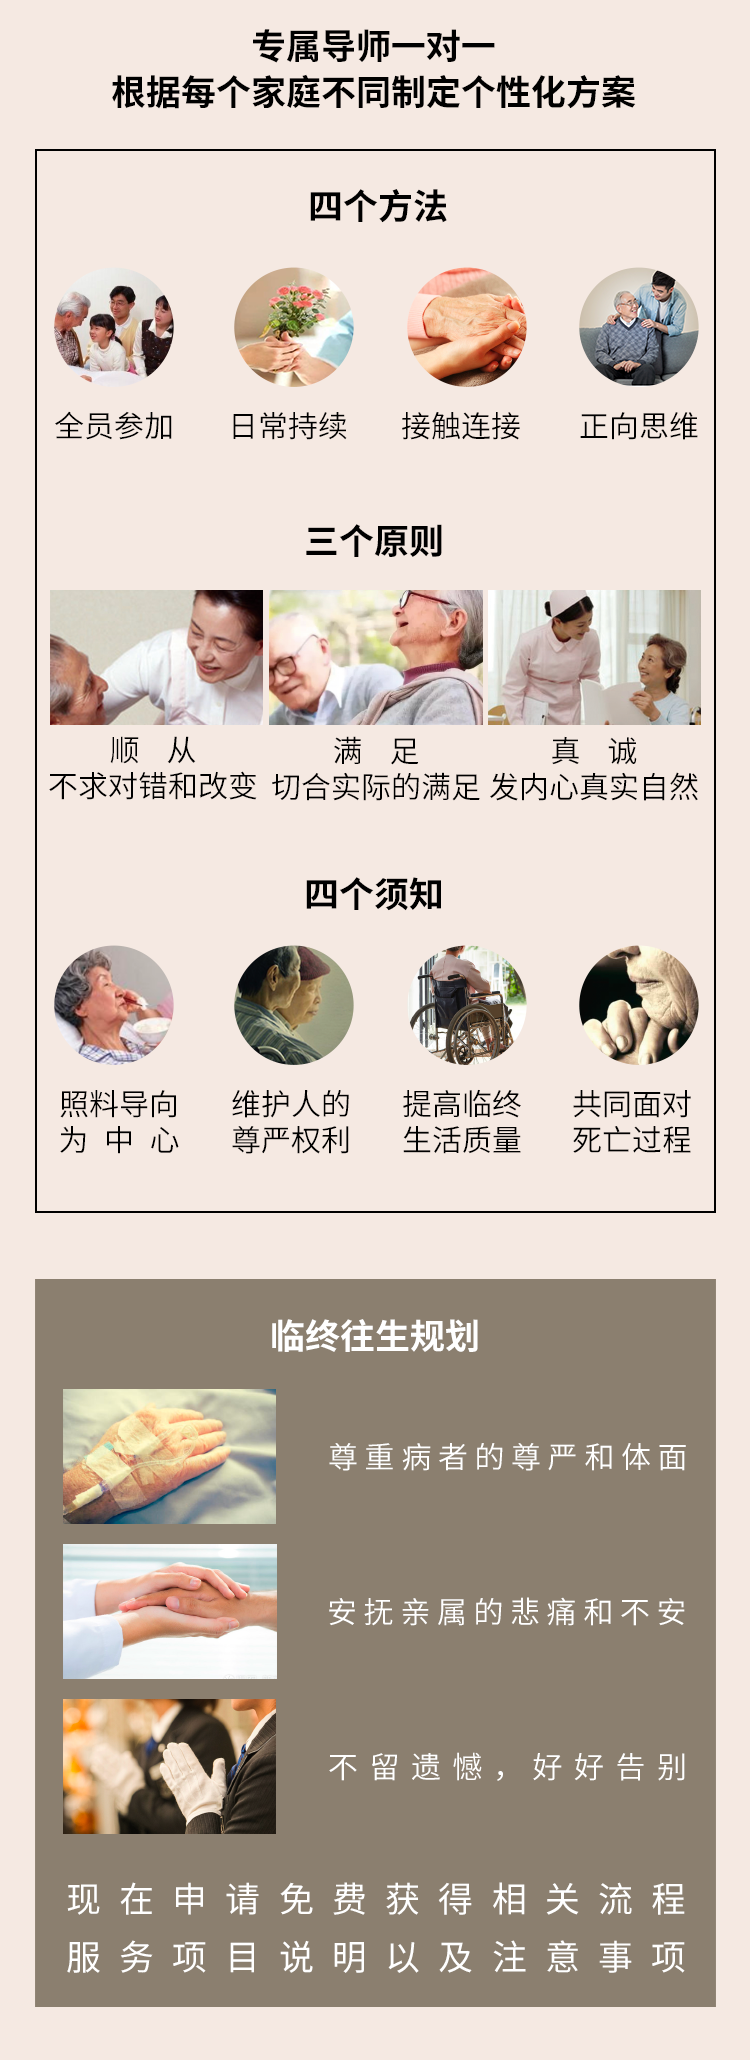 专属导师一对一
根据每个家庭不同制定个性化方案
四个方法
全员参加 日常持续 接触连接 正向思维
三个原则
顺 从 满 足 真 诚
不求对错和改变 切合实际的满足 发内心真实自然
四个须知
照料导向 维护人的 提高临终 共同面对
为 中 心 尊严权利 生活质量 死亡过程
临终往生规划
尊重病者的尊严和体面
安抚亲属的悲痛和不安
不留遗憾，好好告别
现在申请免费获得相关流程
服务项目说明以及注意事项